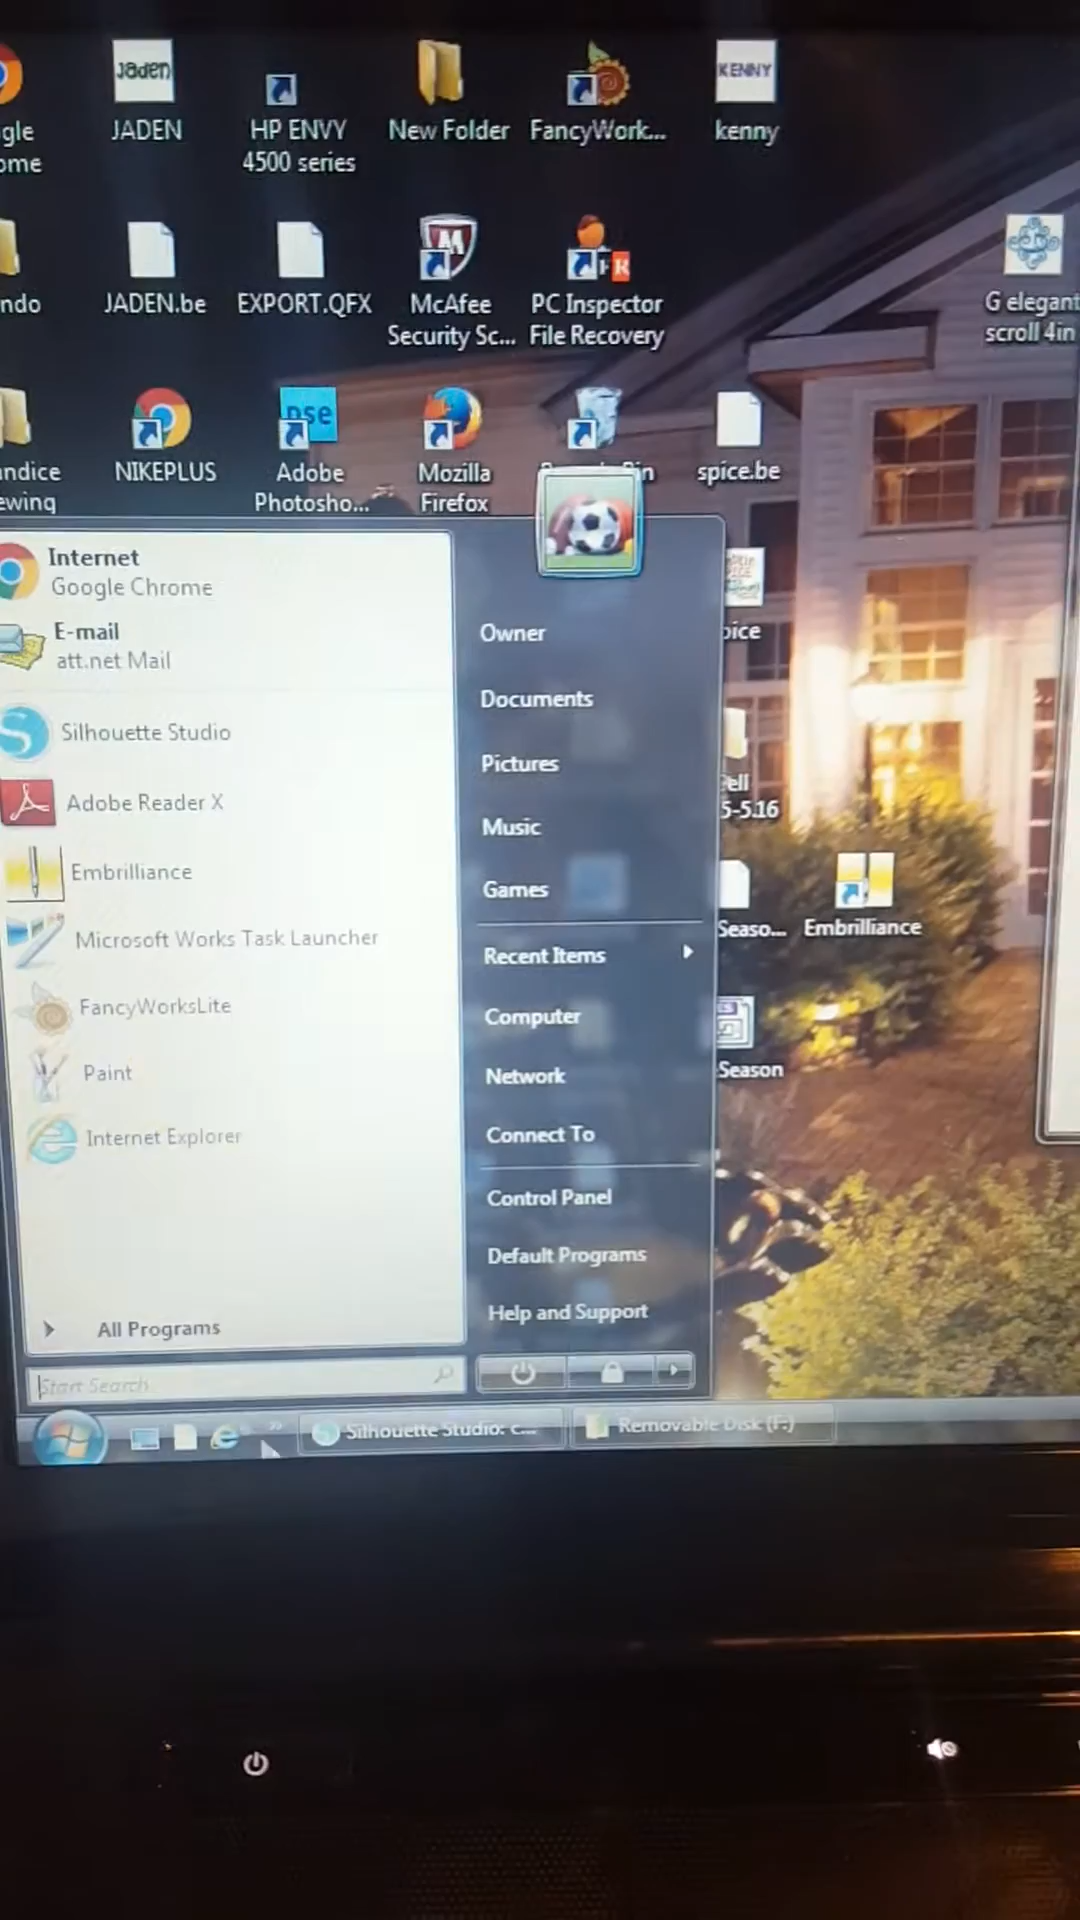 Jaden
KENNY
gle
ome
JADEN
HP ENVY
4500 series
New Folder
FancyWork...
kenny
ndo
JADEN.be
EXPORT.QFX
McAfee
Security Sc...
PC Inspector
File Recovery
G elegant
scroll 4in
andice
ewing
NIKEPLUS
pse
Adobe
Photosho...
Mozilla
Firefox
spice.be
Internet
Google Chrome
E-mail
att.net Mail
Silhouette Studio
Adobe Reader X
Embrilliance
Microsoft Works Task Launcher
FancyWorksLite
Paint
Internet Explorer
All Programs
Start Search
Owner
Documents
Pictures
Music
Games
Recent Items
Computer
Network
Connect To
Control Panel
Default Programs
Help and Support
pice
ell
5-5.16
Seaso...
Embrilliance
Season
Silhouette Studio: c...
Removable Disk (F:)